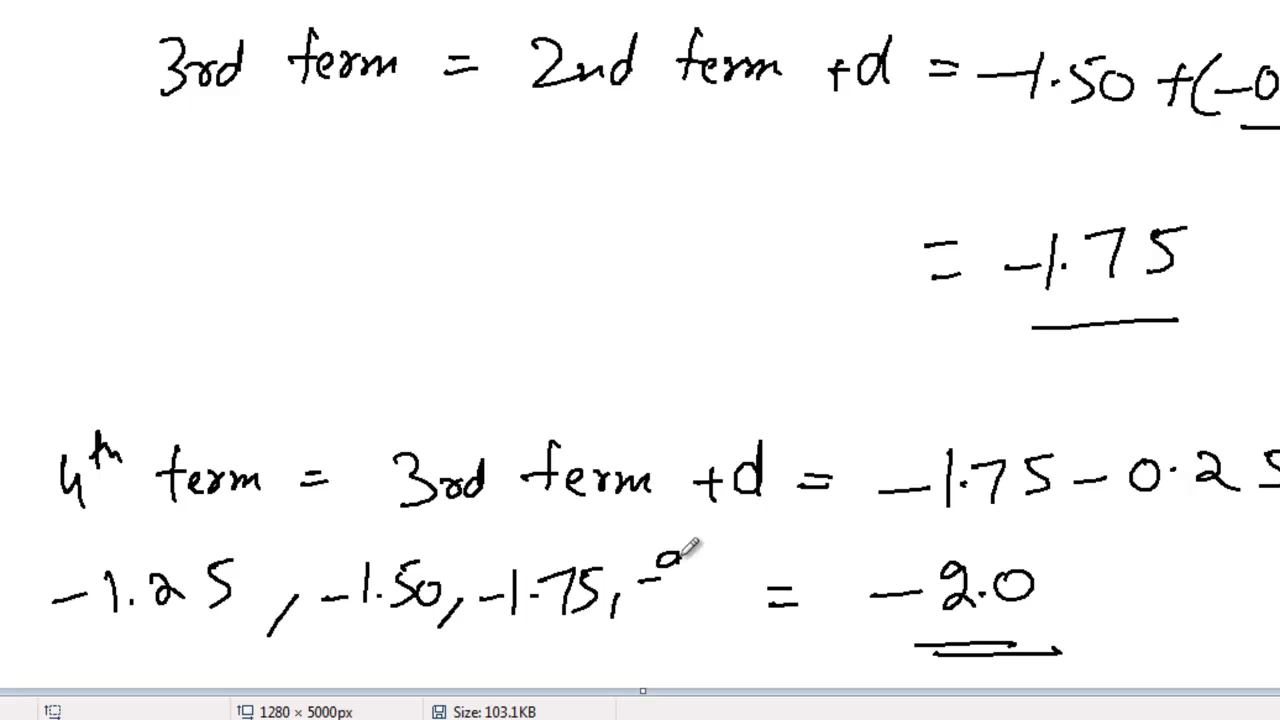 3rd term = 2nd term +d = -1.50 +(-0
= -1.75
4th term = 3rd term +d = -1.75 - 0.25
-1.25, -1.50, -1.75, -
= -2.0
1280 × 5000px Size: 103.1KB